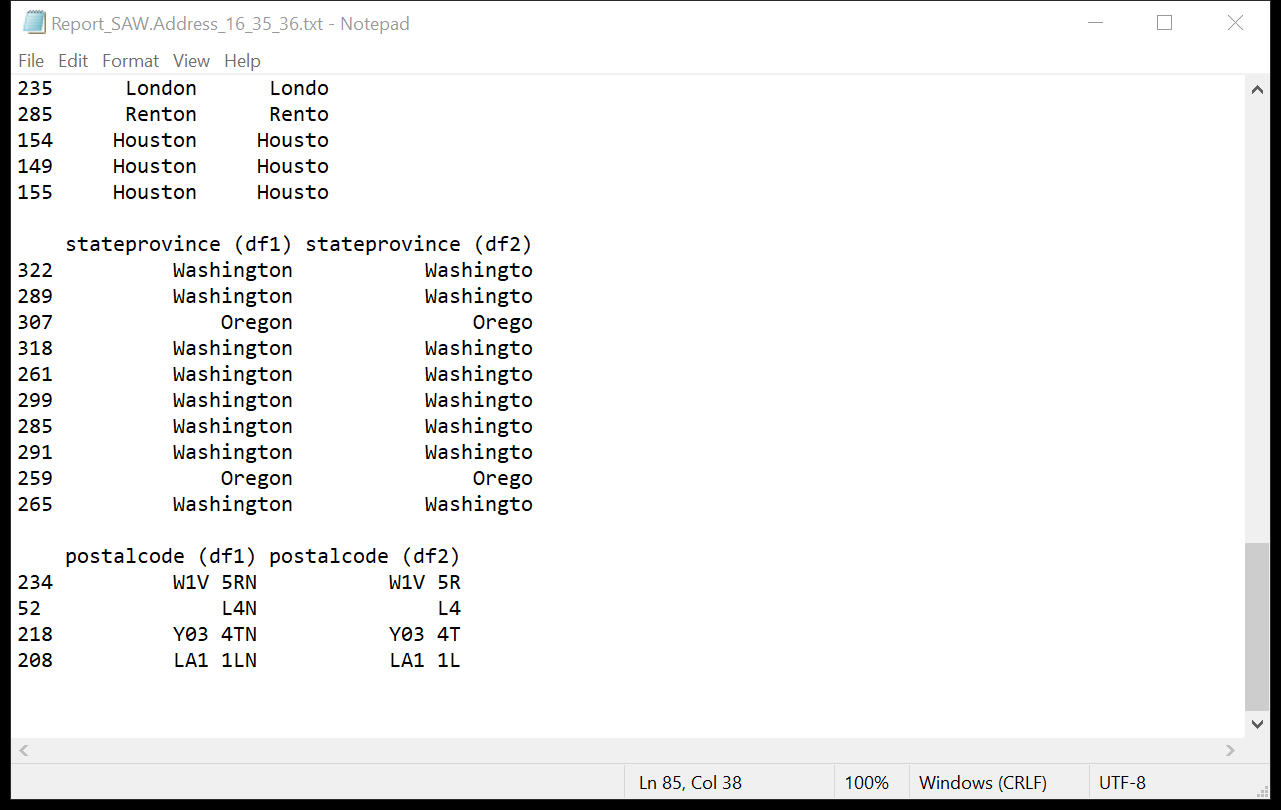 Report_SAW.Address_16_35_36.txt - Notepad
File Edit Format View Help
235 London Londo
285 Renton Rento
154 Houston Housto
149 Houston Housto
155 Houston Housto
stateprovince (df1) stateprovince (df2)
322 Washington Washingto
289 Washington Washingto
307 Oregon Orego
318 Washington Washingto
261 Washington Washingto
299 Washington Washingto
285 Washington Washingto
291 Washington Washingto
259 Oregon Orego
265 Washington Washingto
postalcode (df1) postalcode (df2)
234 W1V 5RN W1V 5R
52 L4N L4
218 Y03 4TN Y03 4T
208 LA1 1LN LA1 1L
Ln 85, Col 38 100% Windows (CRLF) UTF-8